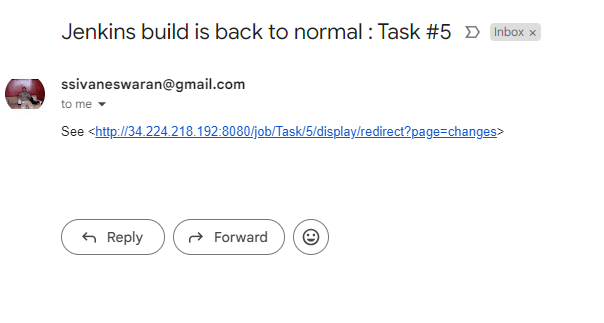 Jenkins build is back to normal : Task #5 Inbox ×
ssivaneswaran@gmail.com
to me
See <http://34.224.218.192:8080/job/Task/5/display/redirect?page=changes>
Reply Forward